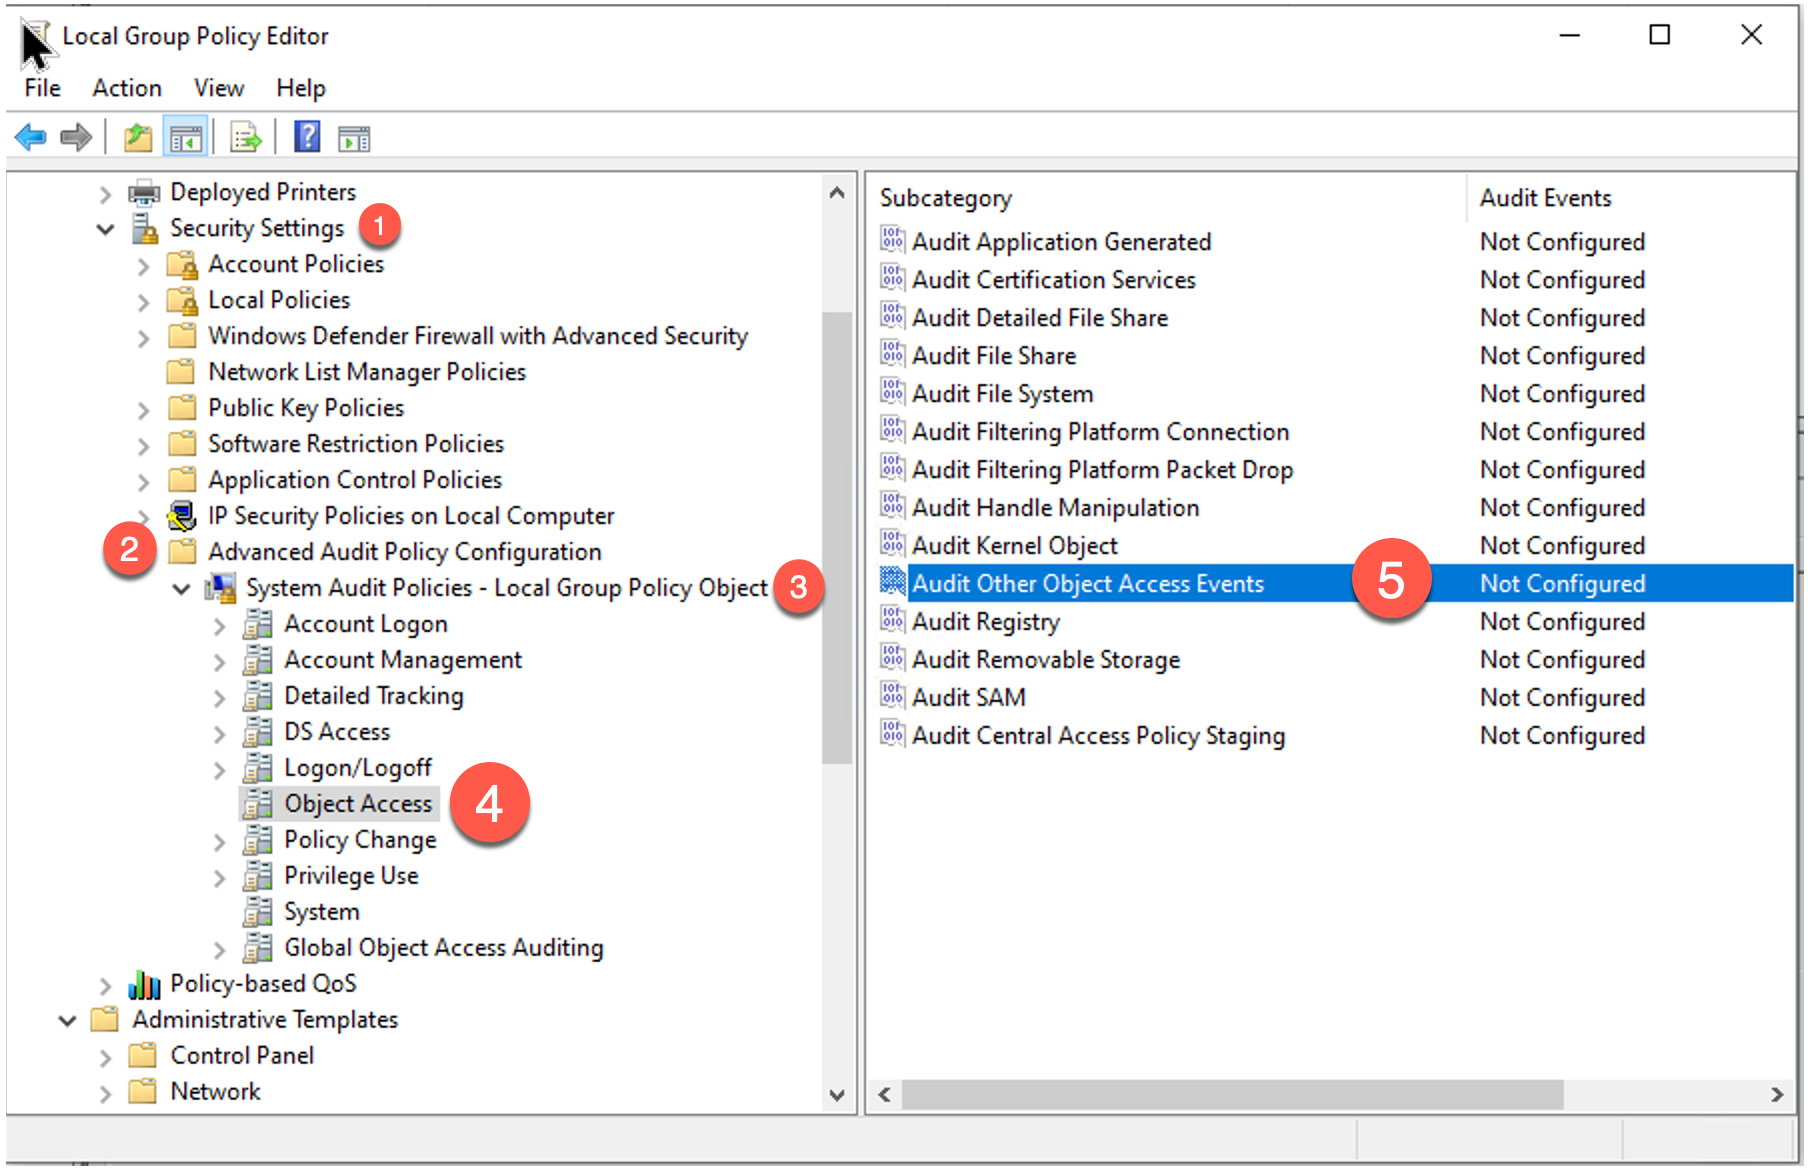 Local Group Policy Editor
File Action View Help
Deployed Printers
Security Settings 1
Account Policies
Local Policies
Windows Defender Firewall with Advanced Security
Network List Manager Policies
Public Key Policies
Software Restriction Policies
Application Control Policies
IP Security Policies on Local Computer
2 Advanced Audit Policy Configuration
System Audit Policies - Local Group Policy Object 3
Account Logon
Account Management
Detailed Tracking
DS Access
Logon/Logoff
Object Access 4
Policy Change
Privilege Use
System
Global Object Access Auditing
Policy-based QoS
Administrative Templates
Control Panel
Network
Subcategory Audit Events
Audit Application Generated Not Configured
Audit Certification Services Not Configured
Audit Detailed File Share Not Configured
Audit File Share Not Configured
Audit File System Not Configured
Audit Filtering Platform Connection Not Configured
Audit Filtering Platform Packet Drop Not Configured
Audit Handle Manipulation Not Configured
Audit Kernel Object Not Configured
Audit Other Object Access Events 5 Not Configured
Audit Registry Not Configured
Audit Removable Storage Not Configured
Audit SAM Not Configured
Audit Central Access Policy Staging Not Configured